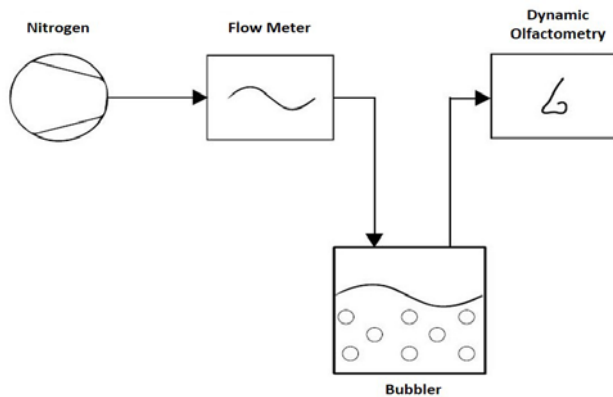 Nitrogen
Flow Meter
Dynamic
Olfactometry
Bubbler